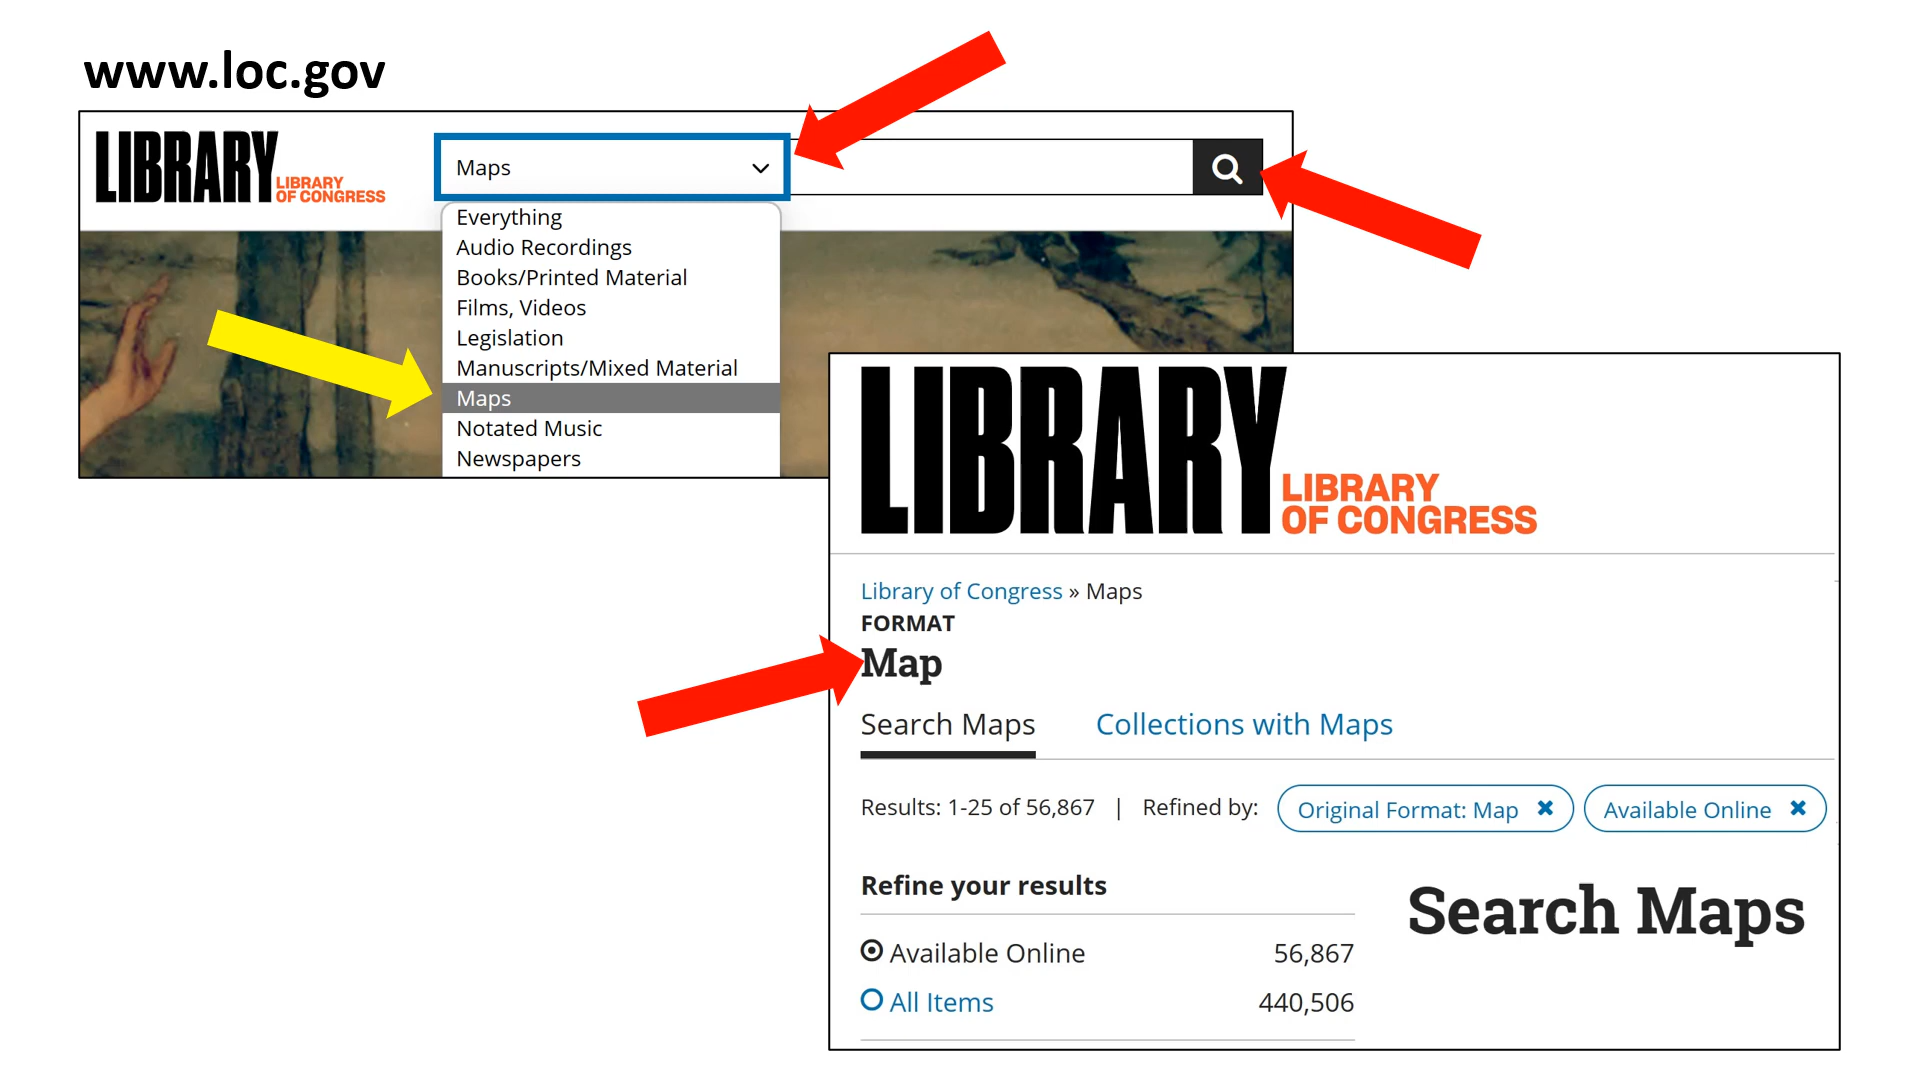 www.loc.gov
LIBRARY
LIBRARY
OF CONGRESS
Maps
Everything
Audio Recordings
Books/Printed Material
Films, Videos
Legislation
Manuscripts/Mixed Material
Maps
Notated Music
Newspapers
LIBRARY
LIBRARY
OF CONGRESS
Library of Congress » Maps
FORMAT
Map
Search Maps Collections with Maps
Results: 1-25 of 56,867 | Refined by: Original Format: Map ✖ Available Online ✖
Refine your results
Search Maps
Available Online 56,867
All Items 440,506